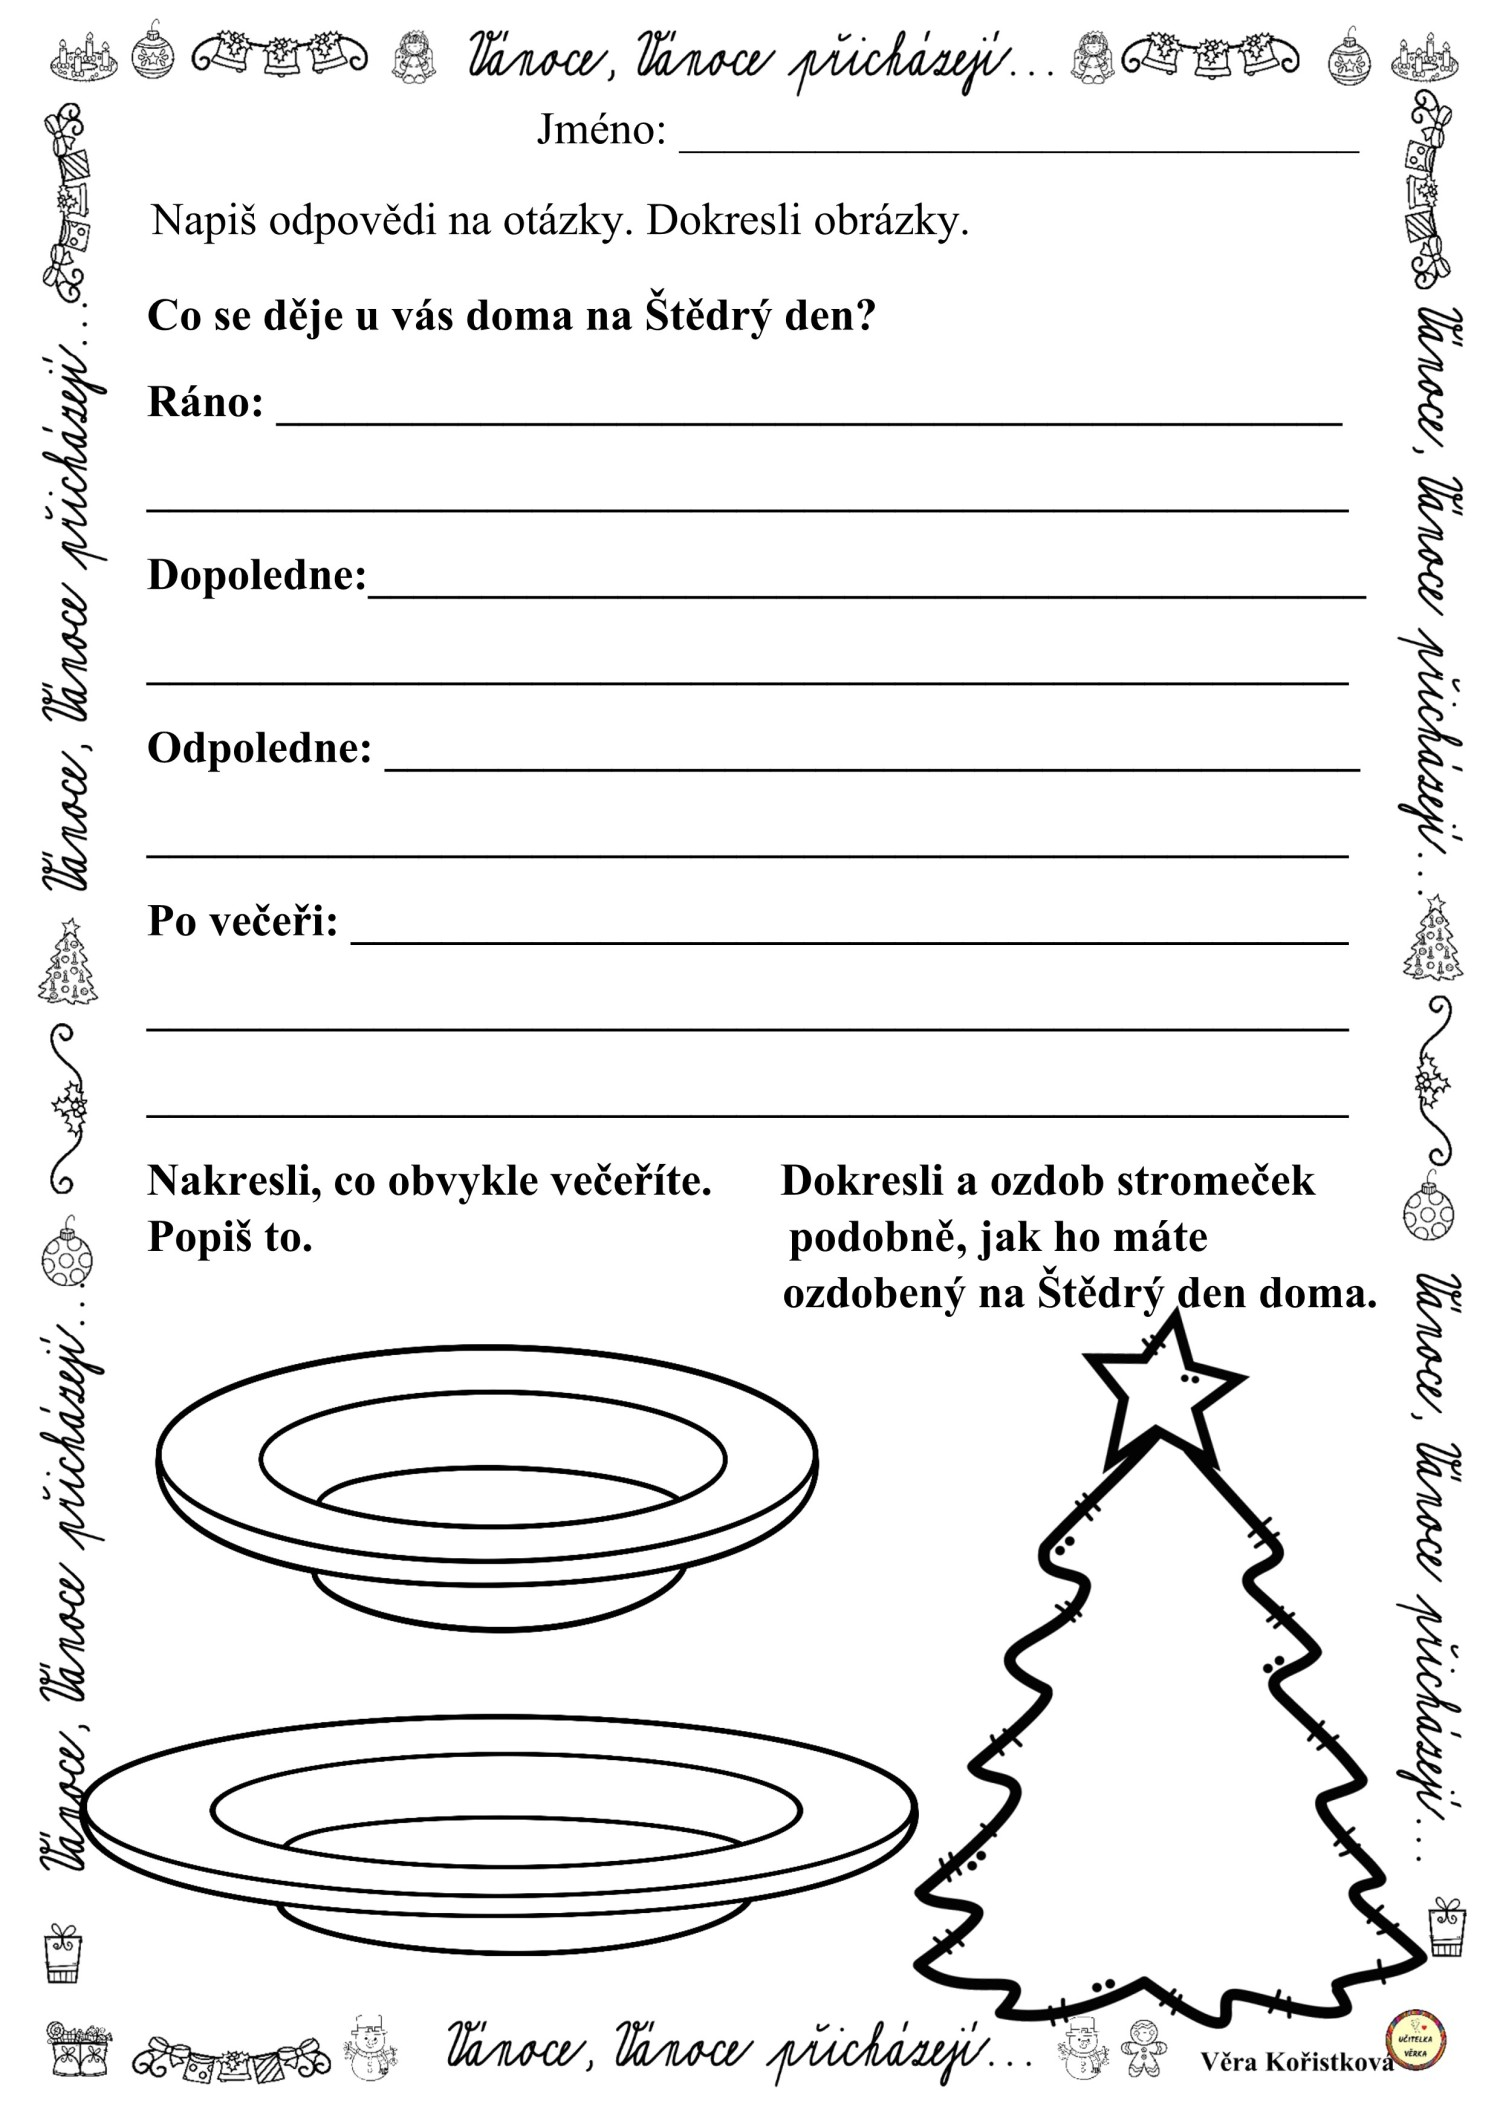 Vánoce, Vánoce přicházejí...
Jméno:
Napiš odpovědi na otázky. Dokresli obrázky.
Co se děje u vás doma na Štědrý den?
Ráno:
Dopoledne:
Odpoledne:
Po večeři:
Nakresli, co obvykle večeříte.
Popiš to.
Dokresli a ozdob stromeček
podobně, jak ho máte
ozdobený na Štědrý den doma.
Vánoce, Vánoce přicházejí...
Vánoce, Vánoce přicházejí...
Vánoce, Vánoce přicházejí...
Vánoce, Vánoce přicházejí...
Vánoce, Vánoce přicházejí...
Věra Kořistková
UČITELKA
VĚRKA